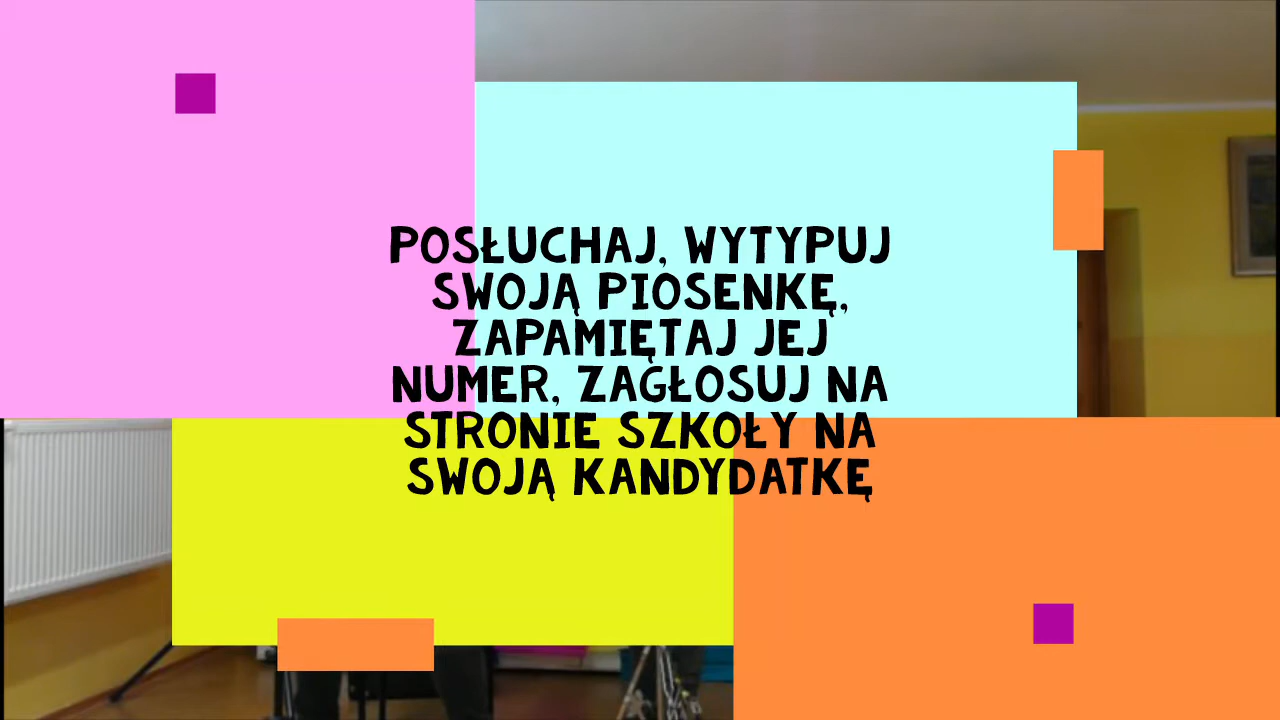 POSŁUCHAJ, WYTYPUJ
SWOJĄ PIOSENKĘ,
ZAPAMIĘTAJ JEJ
NUMER, ZAGŁOSUJ NA
STRONIE SZKOŁY NA
SWOJĄ KANDYDATKĘ